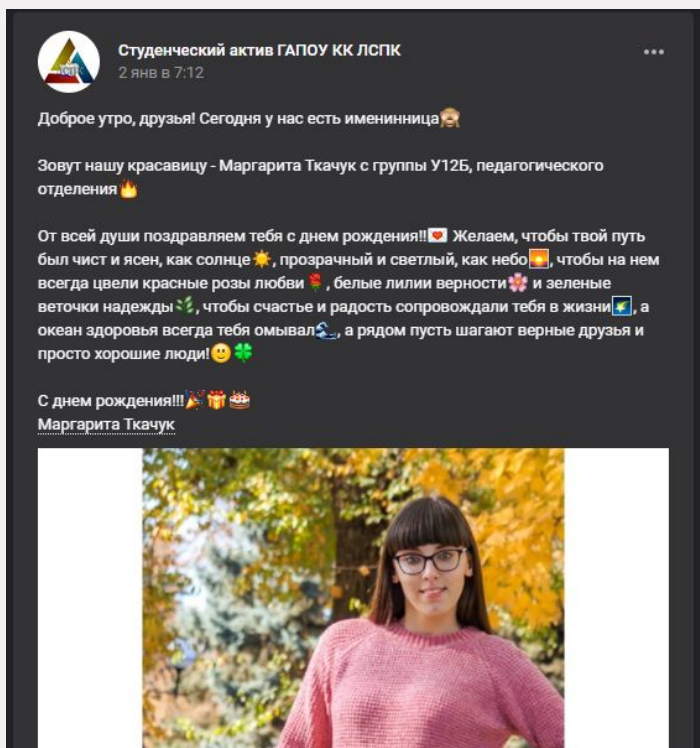 Студенческий актив ГАПОУ КК ЛСПК
2 янв в 7:12
Доброе утро, друзья! Сегодня у нас есть именинница🙈
Зовут нашу красавицу - Маргарита Ткачук с группы У12Б, педагогического
отделения🔥
От всей души поздравляем тебя с днем рождения!!💌 Желаем, чтобы твой путь
был чист и ясен, как солнце☀, прозрачный и светлый, как небо🌅, чтобы на нем
всегда цвели красные розы любви🌹, белые лилии верности🌸 и зеленые
веточки надежды🌿, чтобы счастье и радость сопровождали тебя в жизни🌠, а
океан здоровья всегда тебя омывал🌊, а рядом пусть шагают верные друзья и
просто хорошие люди!🙂🍀
С днем рождения!!!🎉🎁🎂
Маргарита Ткачук